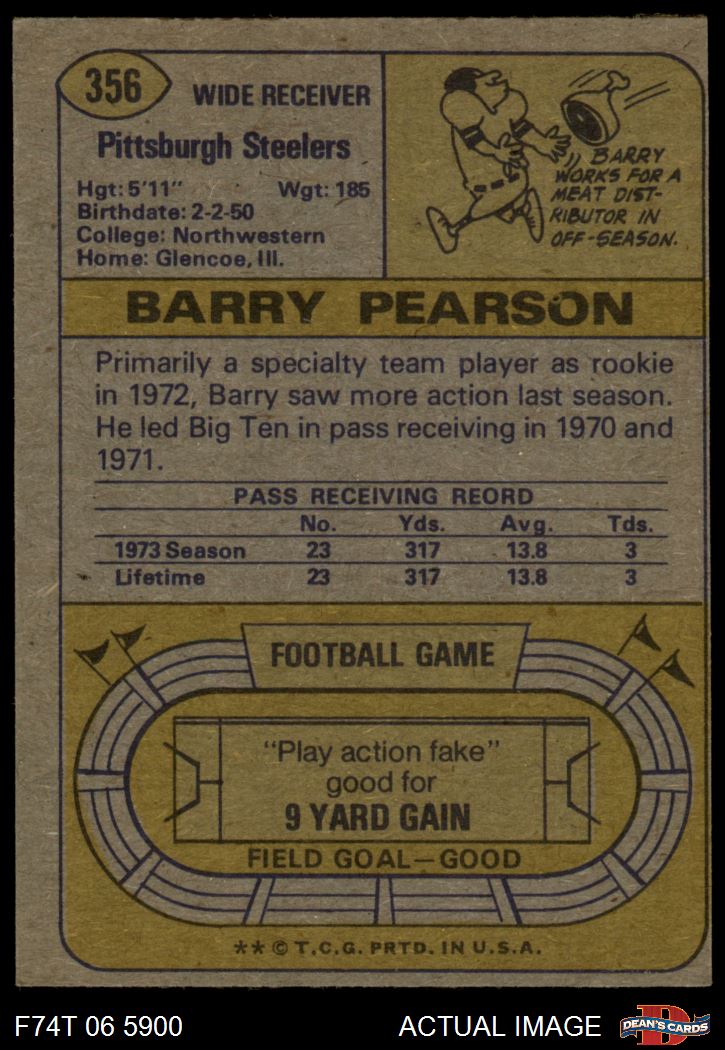 356
WIDE RECEIVER
Pittsburgh Steelers
Hgt: 5'11" Wgt: 185
Birthdate: 2-2-50
College: Northwestern
Home: Glencoe, Ill.
BARRY
WORKS FOR A
MEAT DIST-
RIBUTOR IN
OFF-SEASON.
BARRY PEARSON
Primarily a specialty team player as rookie
in 1972, Barry saw more action last season.
He led Big Ten in pass receiving in 1970 and
1971.
PASS RECEIVING REORD
No. Yds. Avg. Tds.
1973 Season 23 317 13.8 3
Lifetime 23 317 13.8 3
FOOTBALL GAME
"Play action fake"
good for
9 YARD GAIN
FIELD GOAL—GOOD
** © T.C.G. PRTD. IN U.S.A.
F74T 06 5900 ACTUAL IMAGE D DEAN'S CARDS